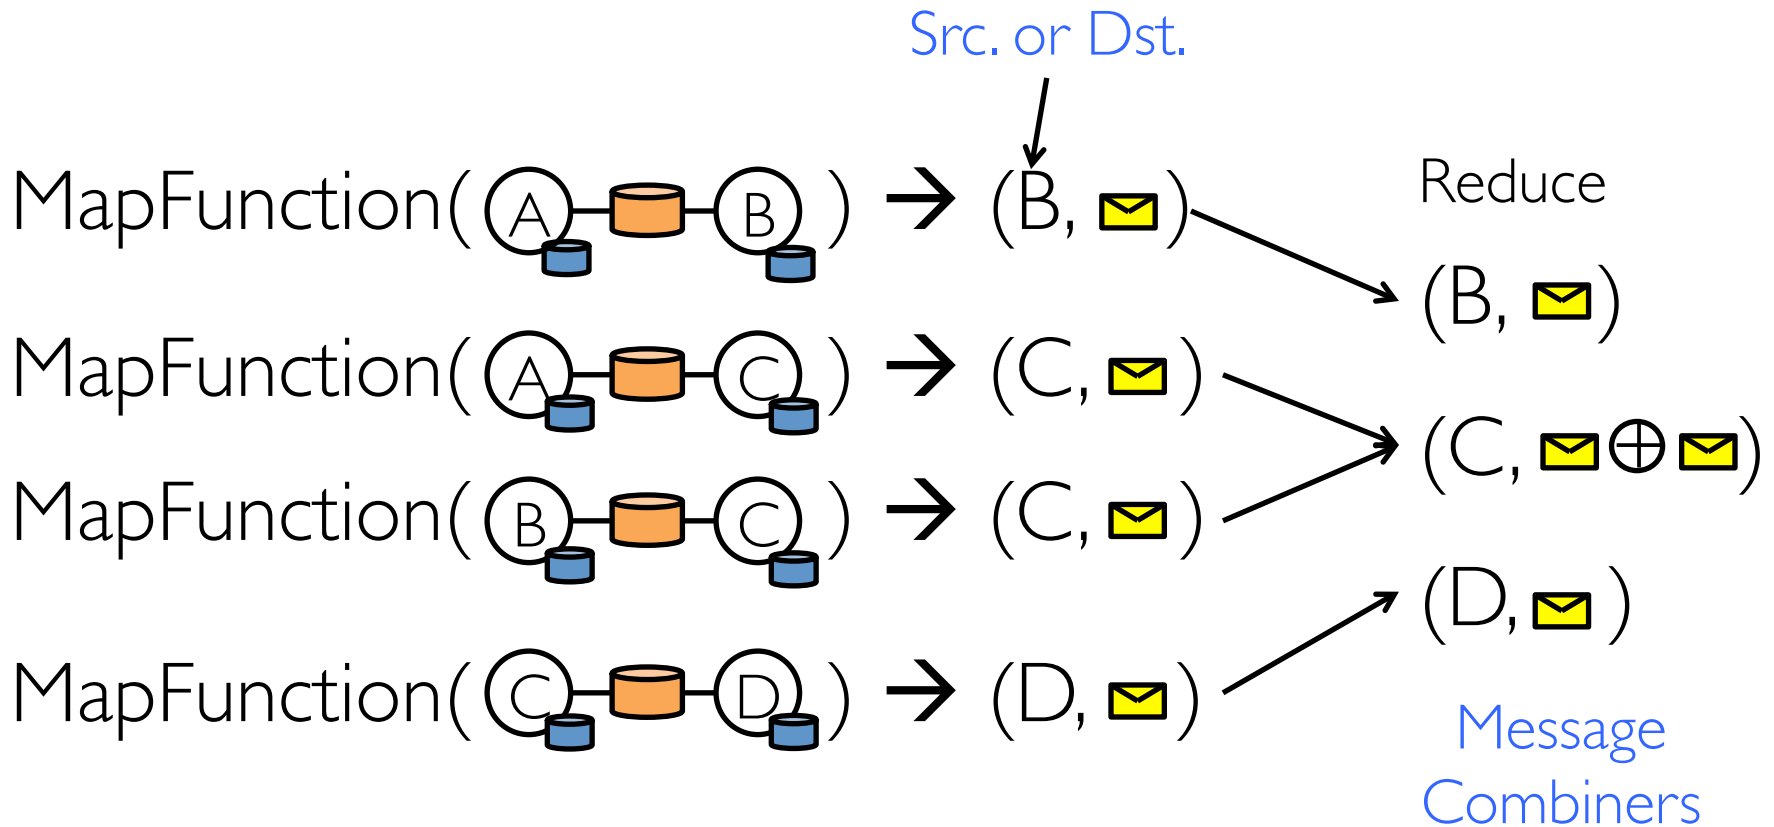 Src. or Dst.
MapFunction( A B ) → (B, )
Reduce
(B, )
MapFunction( A C ) → (C, )
(C, ⊕ )
MapFunction( B C ) → (C, )
(D, )
MapFunction( C D ) → (D, )
Message
Combiners